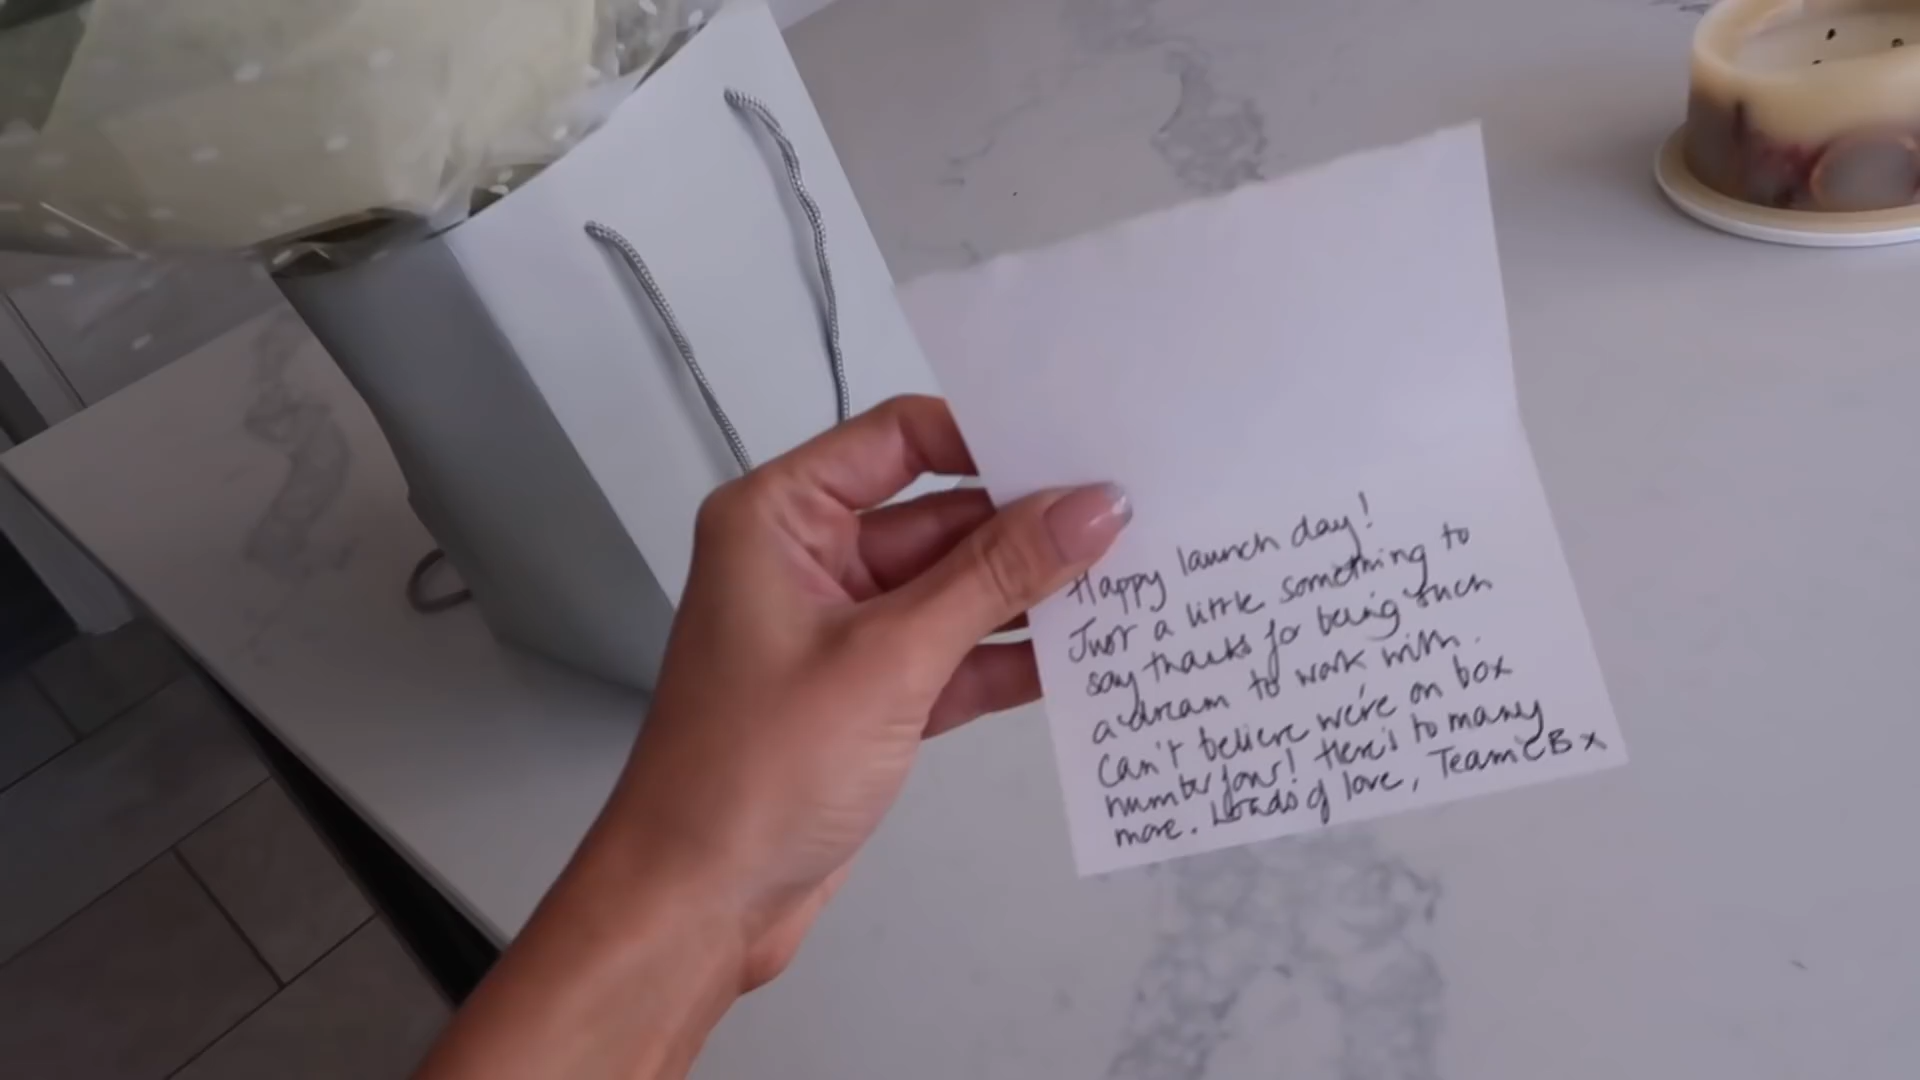 Happy launch day!
Just a little something to
say thanks for being such
a dream to work with.
Can't believe we're on box
number four! Here's to many
more. Loads of love, Team CB x